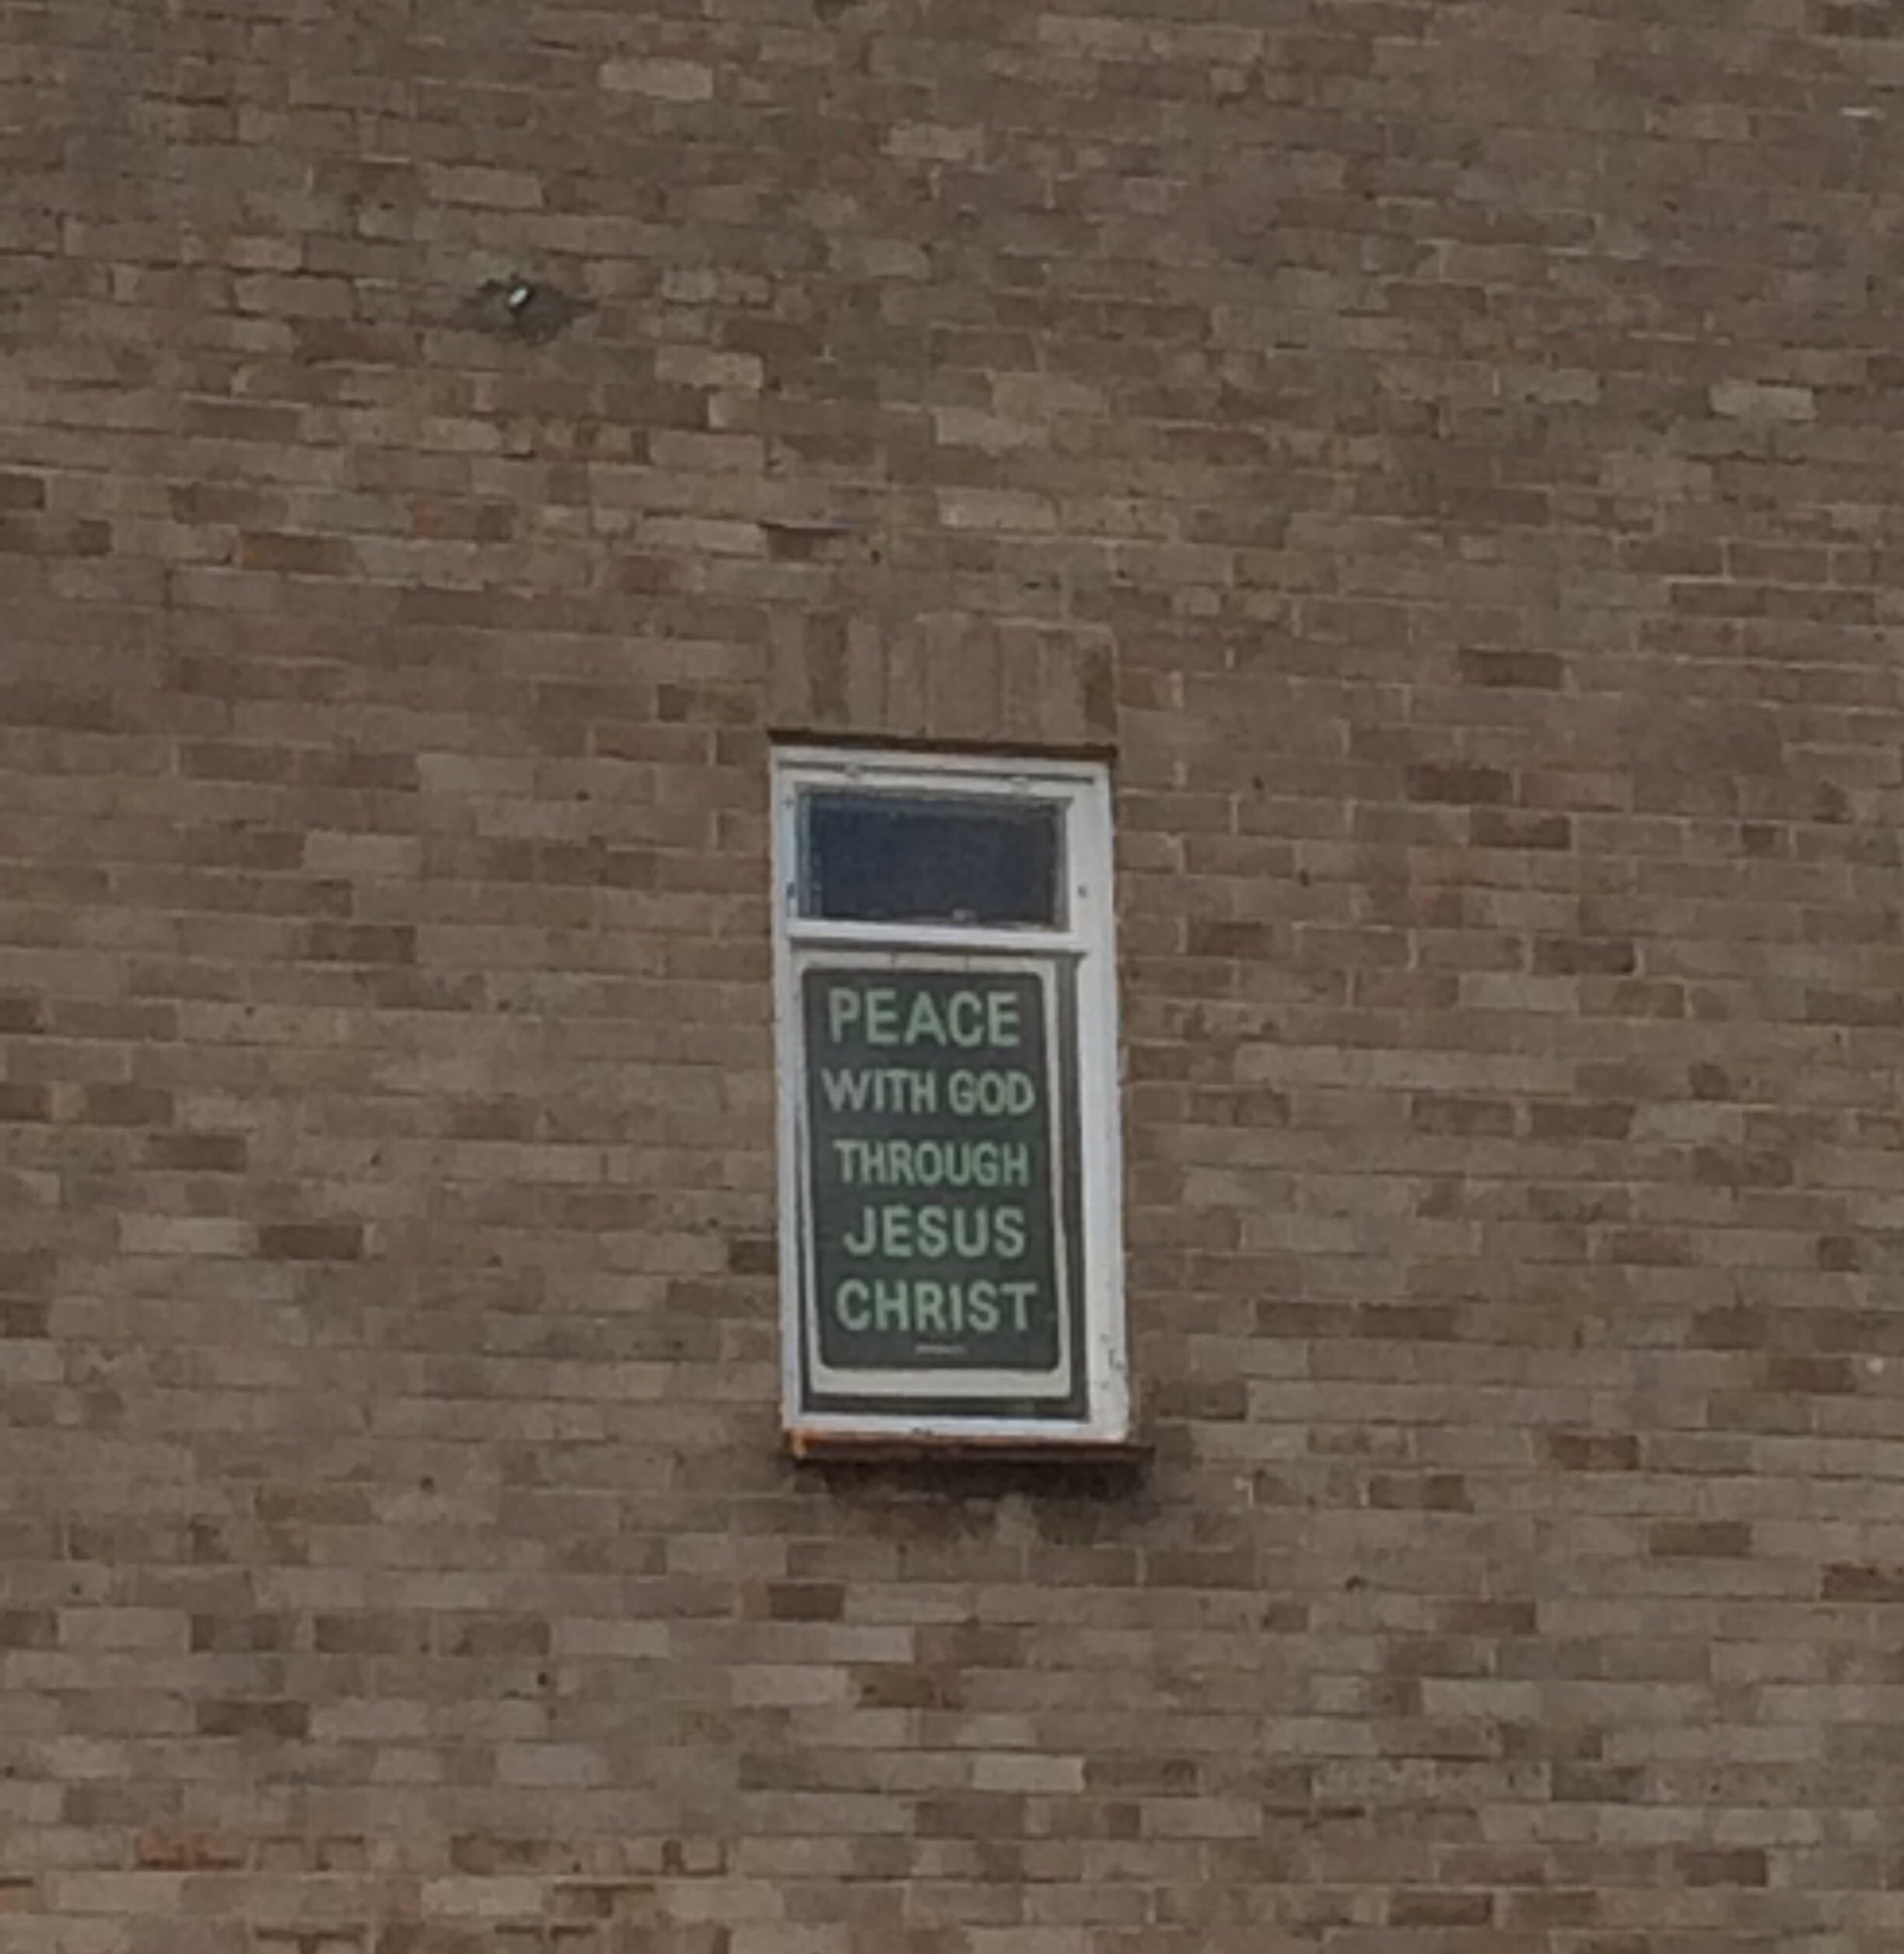 PEACE
WITH GOD
THROUGH
JESUS
CHRIST